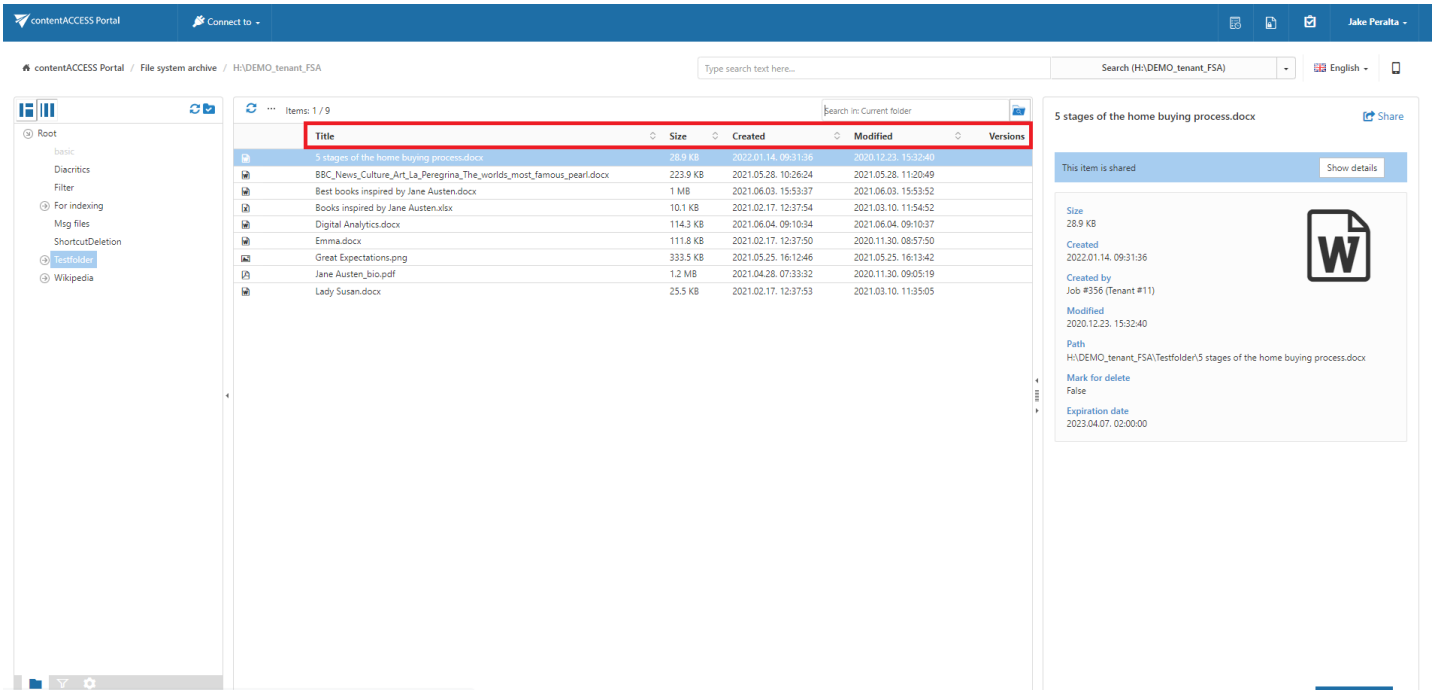 contentACCESS Portal
Connect to
Jake Peralta
contentACCESS Portal / File system archive / H:\DEMO_tenant_FSA
Type search text here...
Search (H:\DEMO_tenant_FSA)
English
Root
basic
Diacritics
Filter
For indexing
Msg files
ShortcutDeletion
Testfolder
Wikipedia
Items: 1 / 9
Search in: Current folder
Title Size Created Modified Versions
5 stages of the home buying process.docx 28.9 KB 2022.01.14. 09:31:36 2020.12.23. 15:32:40
BBC_News_Culture_Art_La_Peregrina_The_worlds_most_famous_pearl.docx 223.9 KB 2021.05.28. 10:26:24 2021.05.28. 11:20:49
Best books inspired by Jane Austen.docx 1 MB 2021.06.03. 15:53:37 2021.06.03. 15:53:52
Books inspired by Jane Austen.xlsx 10.1 KB 2021.02.17. 12:37:54 2021.03.10. 11:54:52
Digital Analytics.docx 114.3 KB 2021.06.04. 09:10:34 2021.06.04. 09:10:37
Emma.docx 111.8 KB 2021.02.17. 12:37:50 2020.11.30. 08:57:50
Great Expectations.png 333.5 KB 2021.05.25. 16:12:46 2021.05.25. 16:13:42
Jane Austen_bio.pdf 1.2 MB 2021.04.28. 07:33:32 2020.11.30. 09:05:19
Lady Susan.docx 25.5 KB 2021.02.17. 12:37:53 2021.03.10. 11:35:05
5 stages of the home buying process.docx
Share
This item is shared
Show details
Size
28.9 KB
Created
2022.01.14. 09:31:36
Created by
Job #356 (Tenant #11)
Modified
2020.12.23. 15:32:40
Path
H:\DEMO_tenant_FSA\Testfolder\5 stages of the home buying process.docx
Mark for delete
False
Expiration date
2023.04.07. 02:00:00
W